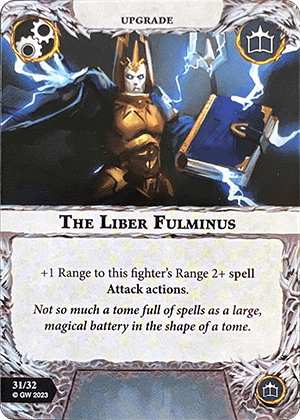 UPGRADE
THE LIBER FULMINUS
+1 Range to this fighter's Range 2+ spell
Attack actions.
Not so much a tome full of spells as a large,
magical battery in the shape of a tome.
31/32
© GW 2023